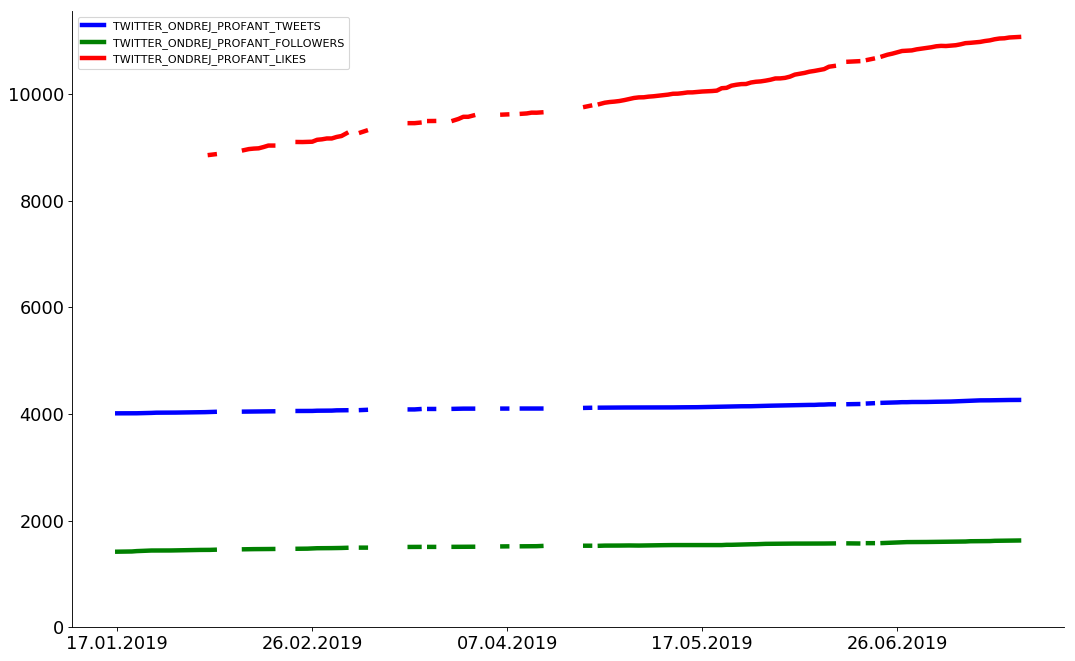 TWITTER_ONDREJ_PROFANT_TWEETS
TWITTER_ONDREJ_PROFANT_FOLLOWERS
TWITTER_ONDREJ_PROFANT_LIKES
10000
8000
6000
4000
2000
0
17.01.2019 26.02.2019 07.04.2019 17.05.2019 26.06.2019